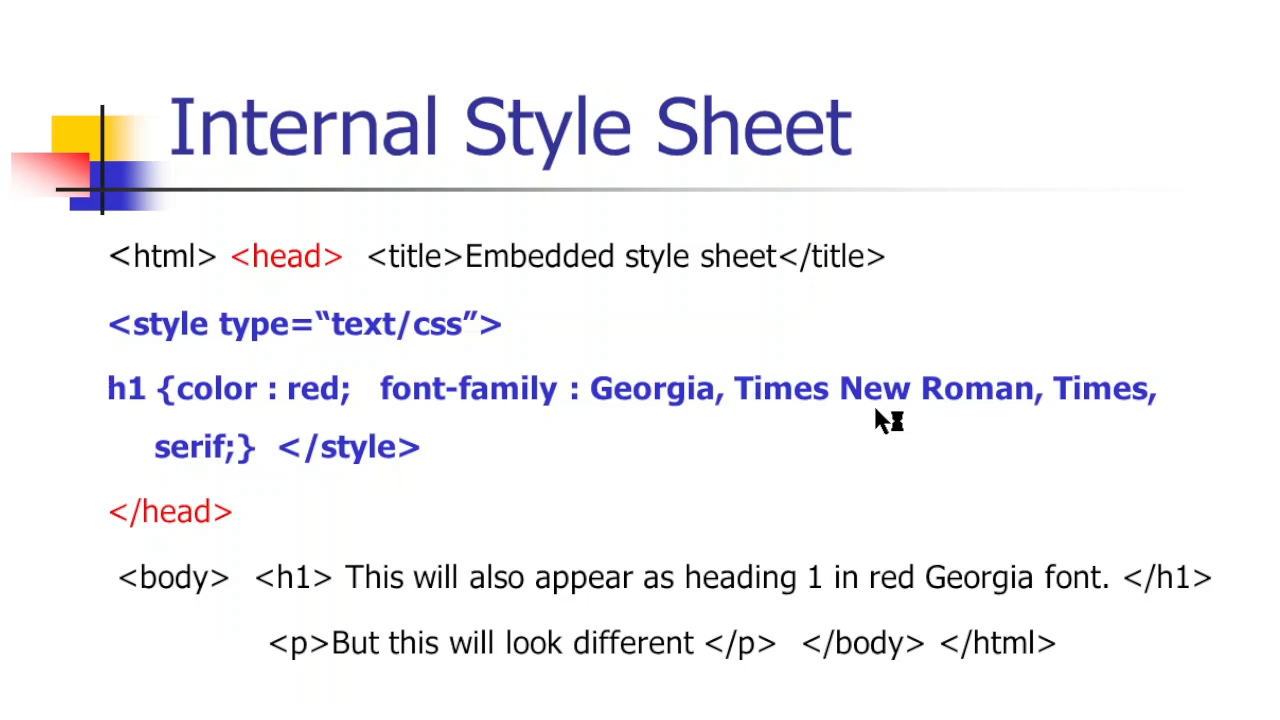 Internal Style Sheet
<html> <head> <title>Embedded style sheet</title>
<style type=“text/css”>
h1 {color : red; font-family : Georgia, Times New Roman, Times,
serif;} </style>
</head>
<body> <h1> This will also appear as heading 1 in red Georgia font. </h1>
<p>But this will look different </p> </body> </html>